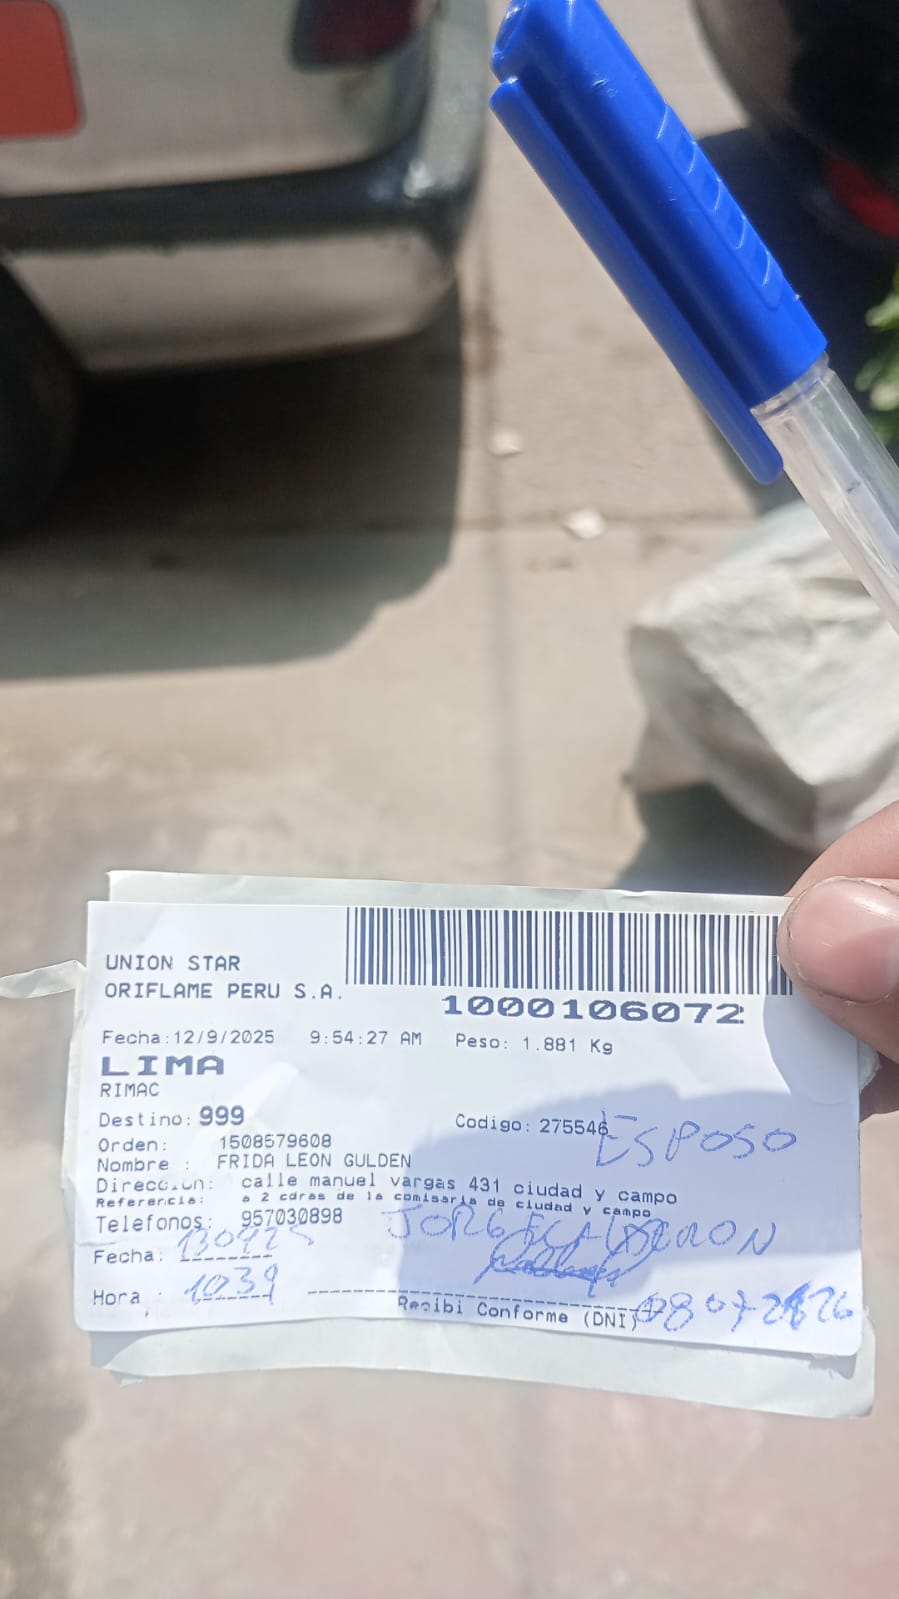 UNION STAR
ORIFLAME PERU S.A.
1000106072
Fecha:12/9/2025 9:54:27 AM Peso: 1.881 Kg
LIMA
RIMAC
Destino: 999 Codigo: 275546
ESPOSO
Orden: 1508579608
Nombre : FRIDA LEON GULDEN
Direccion: calle manuel vargas 431 ciudad y campo
Referencia: a 2 cdras de la comisaria de ciudad y campo
Telefonos: 957030898
JORGE
Fecha: 130925
Hora : 1039
Recibi Conforme (DNI)